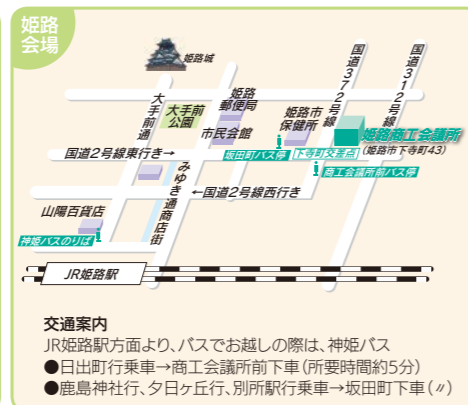 姫路
会場
姫路城
国道372号線
国道312号線
大手前通
大手前
公園
姫路
郵便局
市民会館
姫路市
保健所
姫路商工会議所
(姫路市下寺町43)
国道2号線東行き→
坂田町バス停
下寺町交差点
商工会議所前バス停
みゆき通商店街
←国道2号線西行き
山陽百貨店
神姫バスのりば
JR姫路駅
交通案内
JR姫路駅方面より、バスでお越しの際は、神姫バス
●日出町行乗車→商工会議所前下車(所要時間約5分)
●鹿島神社行、夕日ヶ丘行、別所駅行乗車→坂田町下車(〃)